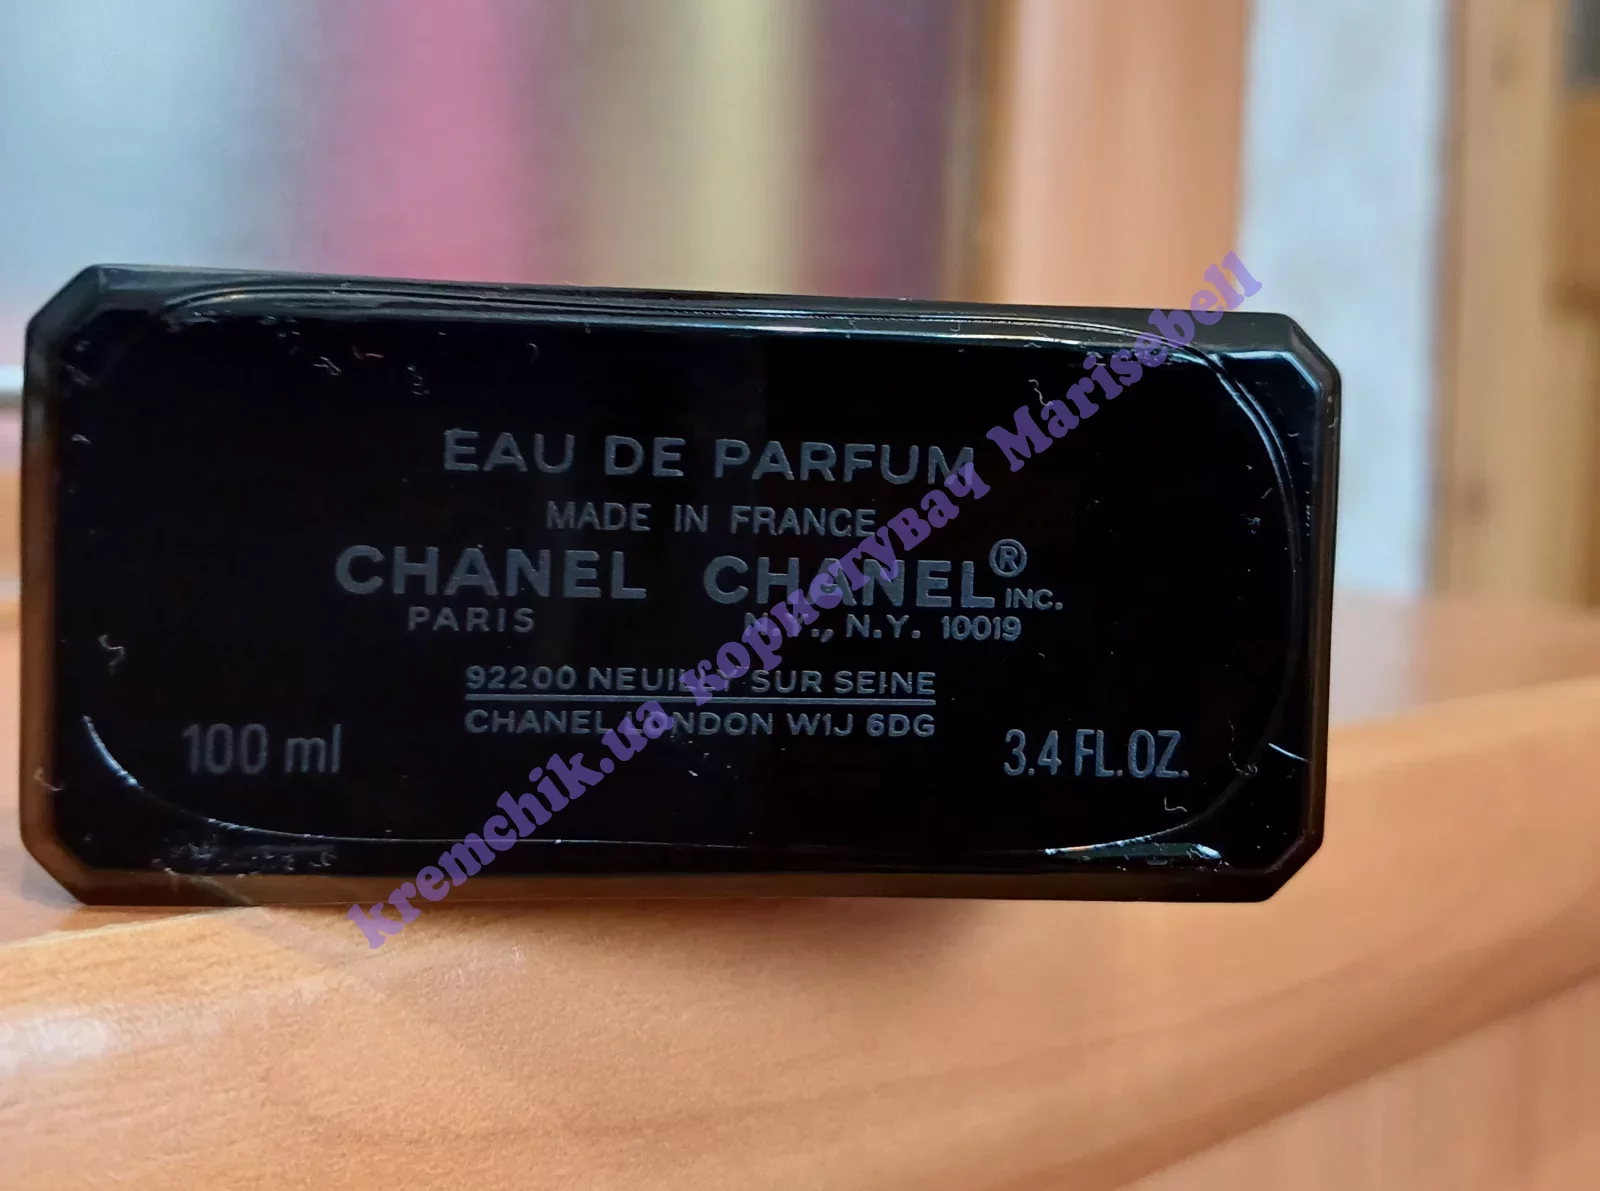 EAU DE PARFUM
MADE IN FRANCE
CHANEL CHANEL® INC.
PARIS N.Y., N.Y. 10019
92200 NEUILLY SUR SEINE
CHANEL LONDON W1J 6DG
100 ml 3.4 FL.OZ.
kremchik.ua користувач Marisebell